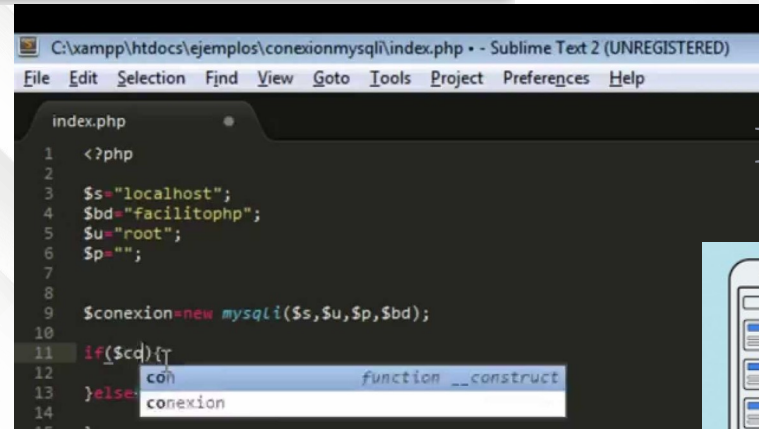 C:\xampp\htdocs\ejemplos\conexionmysqli\index.php • - Sublime Text 2 (UNREGISTERED)
File Edit Selection Find View Goto Tools Project Preferences Help
index.php
1 <?php
2
3 $s="localhost";
4 $bd="facilitophp";
5 $u="root";
6 $p="";
7
8
9 $conexion=new mysqli($s,$u,$p,$bd);
10
11 if($co){
12 con function __construct
13 }else
conexion
14